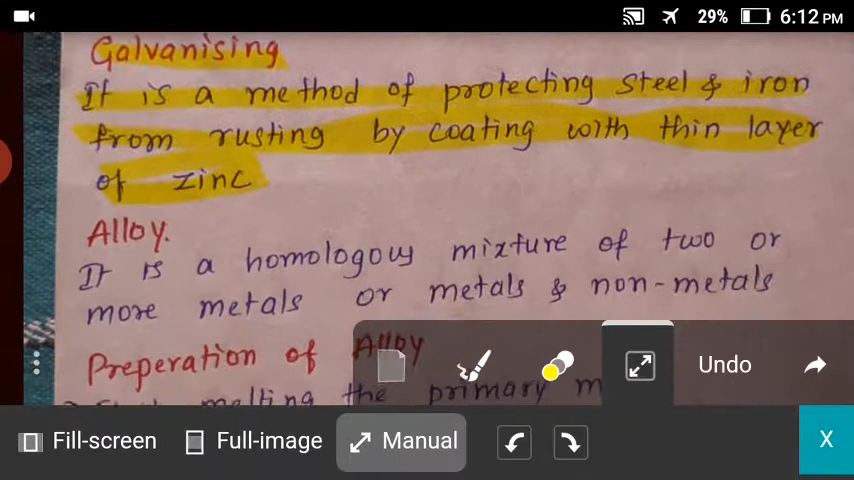 29% 6:12 PM
Galvanising
It is a method of protecting steel & iron
from rusting by coating with thin layer
of zinc
Alloy.
It is a homologous mixture of two or
more metals or metals & non-metals
Preperation of Alloy
melting the primary m
Undo
Fill-screen Full-image Manual X